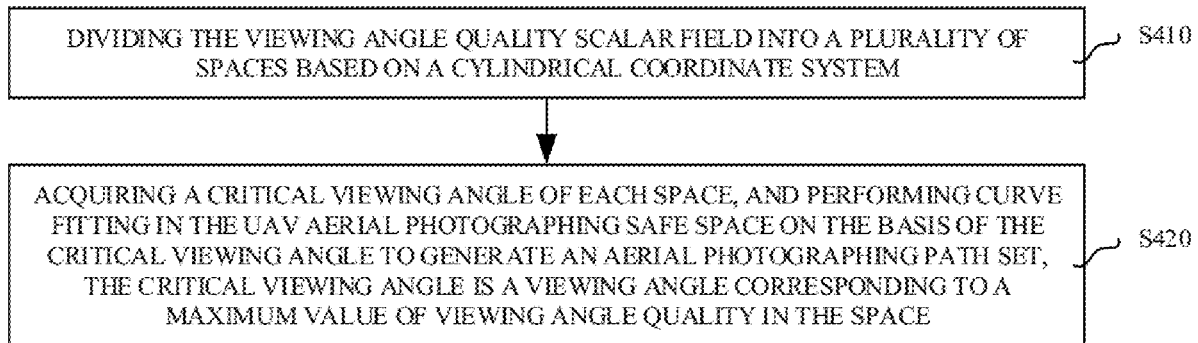 DIVIDING THE VIEWING ANGLE QUALITY SCALAR FIELD INTO A PLURALITY OF
SPACES BASED ON A CYLINDRICAL COORDINATE SYSTEM
S410
ACQUIRING A CRITICAL VIEWING ANGLE OF EACH SPACE, AND PERFORMING CURVE
FITTING IN THE UAV AERIAL PHOTOGRAPHING SAFE SPACE ON THE BASIS OF THE
CRITICAL VIEWING ANGLE TO GENERATE AN AERIAL PHOTOGRAPHING PATH SET,
THE CRITICAL VIEWING ANGLE IS A VIEWING ANGLE CORRESPONDING TO A
MAXIMUM VALUE OF VIEWING ANGLE QUALITY IN THE SPACE
S420